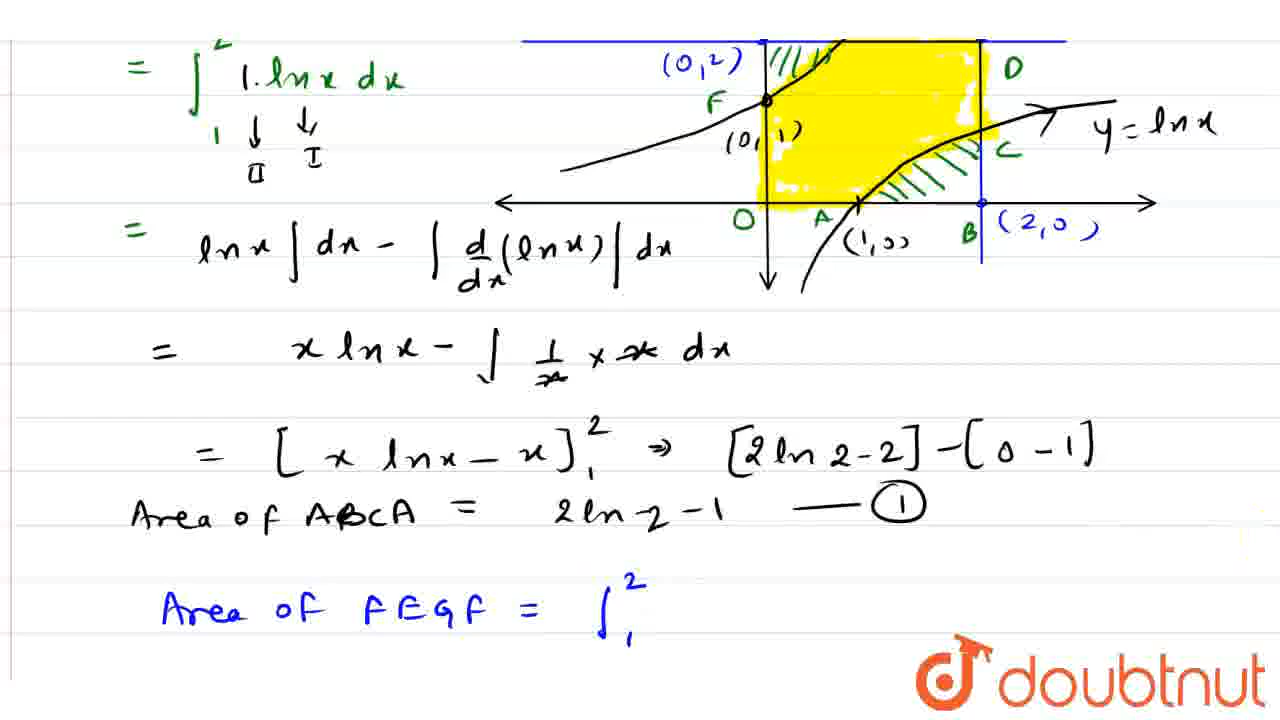 = ∫₁² 1. ln x dx
↓ ↓
II I
= ln x ∫ dx - ∫ d/dx (ln x) ∫ dx
= x ln x - ∫ 1/x × x dx
= [ x ln x - x ]₁² ⇒ [2 ln 2 - 2] - [0 - 1]
Area of ABCA = 2 ln 2 - 1 — ①
Area of FEGF = ∫₁²
(0,2)
D
F
(0,1)
y = ln x
C
O
A
(1,0)
B
(2,0)
doubtnut